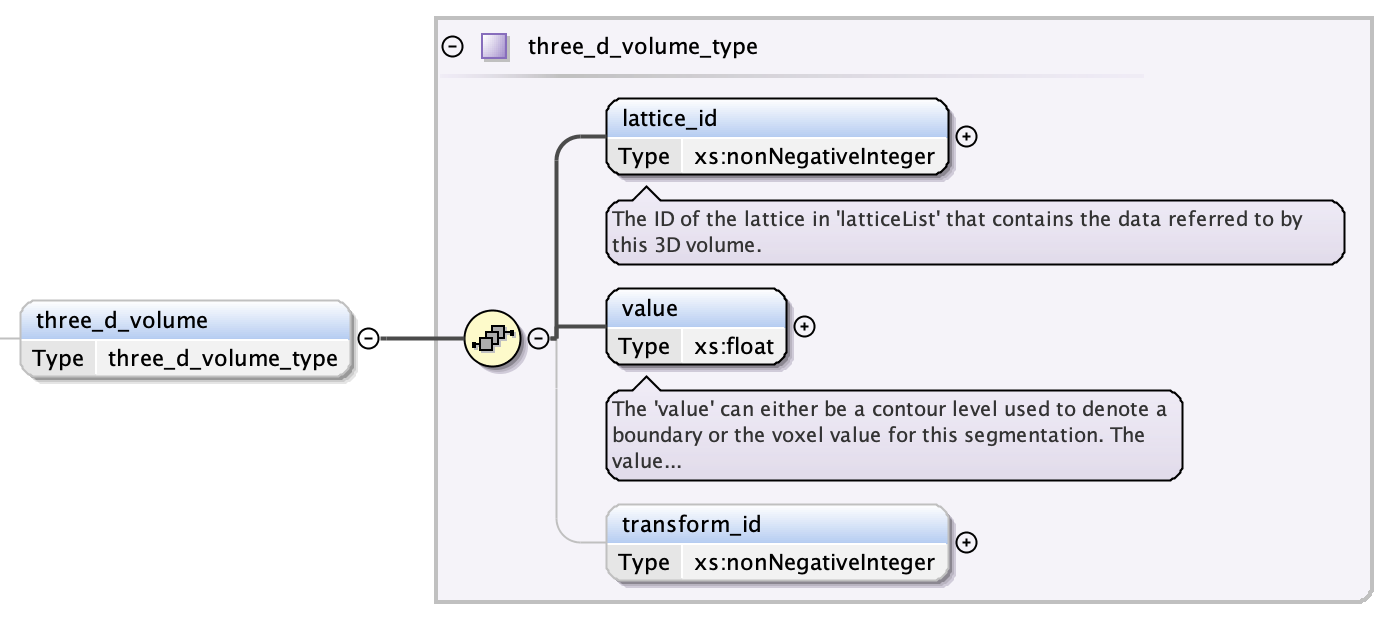 three_d_volume_type
lattice_id
Type xs:nonNegativeInteger
The ID of the lattice in 'latticeList' that contains the data referred to by
this 3D volume.
three_d_volume
Type three_d_volume_type
value
Type xs:float
The 'value' can either be a contour level used to denote a
boundary or the voxel value for this segmentation. The
value...
transform_id
Type xs:nonNegativeInteger